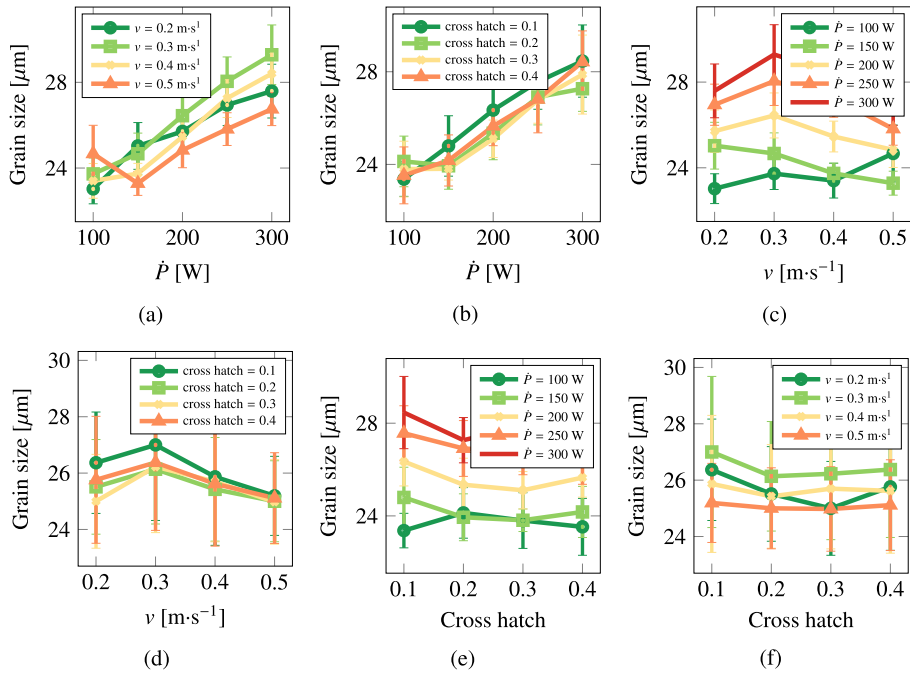 Grain size [μm]
28
24
100
200
300
Ṗ [W]
v = 0.2 m·s¹
v = 0.3 m·s¹
v = 0.4 m·s¹
v = 0.5 m·s¹
(a)
Grain size [μm]
28
24
100
200
300
Ṗ [W]
cross hatch = 0.1
cross hatch = 0.2
cross hatch = 0.3
cross hatch = 0.4
(b)
Grain size [μm]
28
24
0.2
0.3
0.4
0.5
v [m·s⁻¹]
Ṗ = 100 W
Ṗ = 150 W
Ṗ = 200 W
Ṗ = 250 W
Ṗ = 300 W
(c)
Grain size [μm]
30
28
26
24
0.2
0.3
0.4
0.5
v [m·s⁻¹]
cross hatch = 0.1
cross hatch = 0.2
cross hatch = 0.3
cross hatch = 0.4
(d)
Grain size [μm]
28
24
0.1
0.2
0.3
0.4
Cross hatch
Ṗ = 100 W
Ṗ = 150 W
Ṗ = 200 W
Ṗ = 250 W
Ṗ = 300 W
(e)
Grain size [μm]
30
28
26
24
0.1
0.2
0.3
0.4
Cross hatch
v = 0.2 m·s¹
v = 0.3 m·s¹
v = 0.4 m·s¹
v = 0.5 m·s¹
(f)